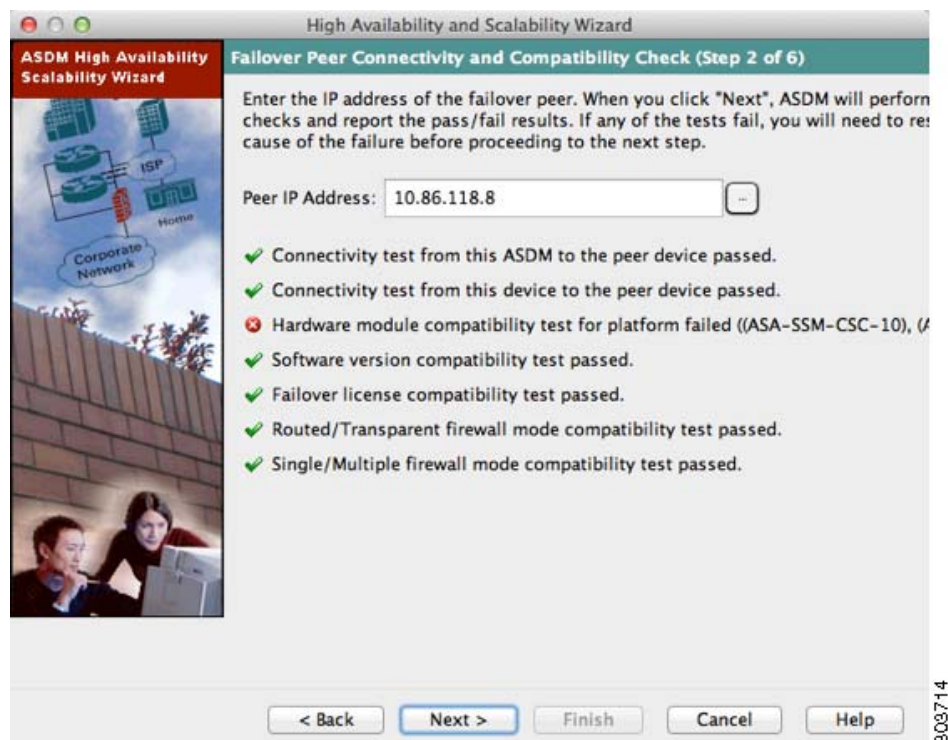 High Availability and Scalability Wizard
ASDM High Availability
Scalability Wizard
Failover Peer Connectivity and Compatibility Check (Step 2 of 6)
Enter the IP address of the failover peer. When you click "Next", ASDM will perform
checks and report the pass/fail results. If any of the tests fail, you will need to
cause of the failure before proceeding to the next step.
Peer IP Address: 10.86.118.8 ...
Connectivity test from this ASDM to the peer device passed.
Connectivity test from this device to the peer device passed.
Hardware module compatibility test for platform failed ((ASA-SSM-CSC-10),
Software version compatibility test passed.
Failover license compatibility test passed.
Routed/Transparent firewall mode compatibility test passed.
Single/Multiple firewall mode compatibility test passed.
ISP
Home
Corporate
Network
< Back Next > Finish Cancel Help
303714